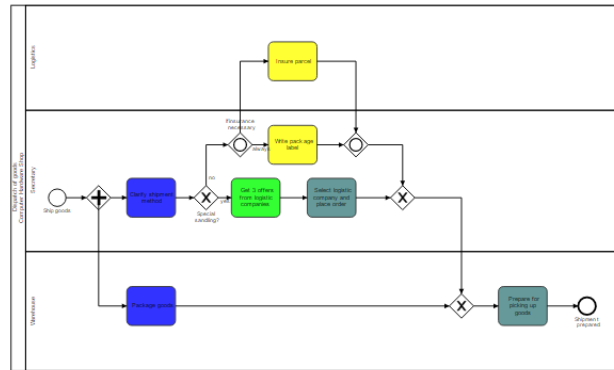 Dispatch of goods
Computer Hardware Shop
Logistics
Insure parcel
Secretary
If insurance
necessary
always
Write package
label
no
Ship goods
Clarify shipment
method
yes
Special
handling?
Get 3 offers
from logistic
companies
Select logistic
company and
place order
Warehouse
Package goods
Prepare for
picking up
goods
Shipment
prepared